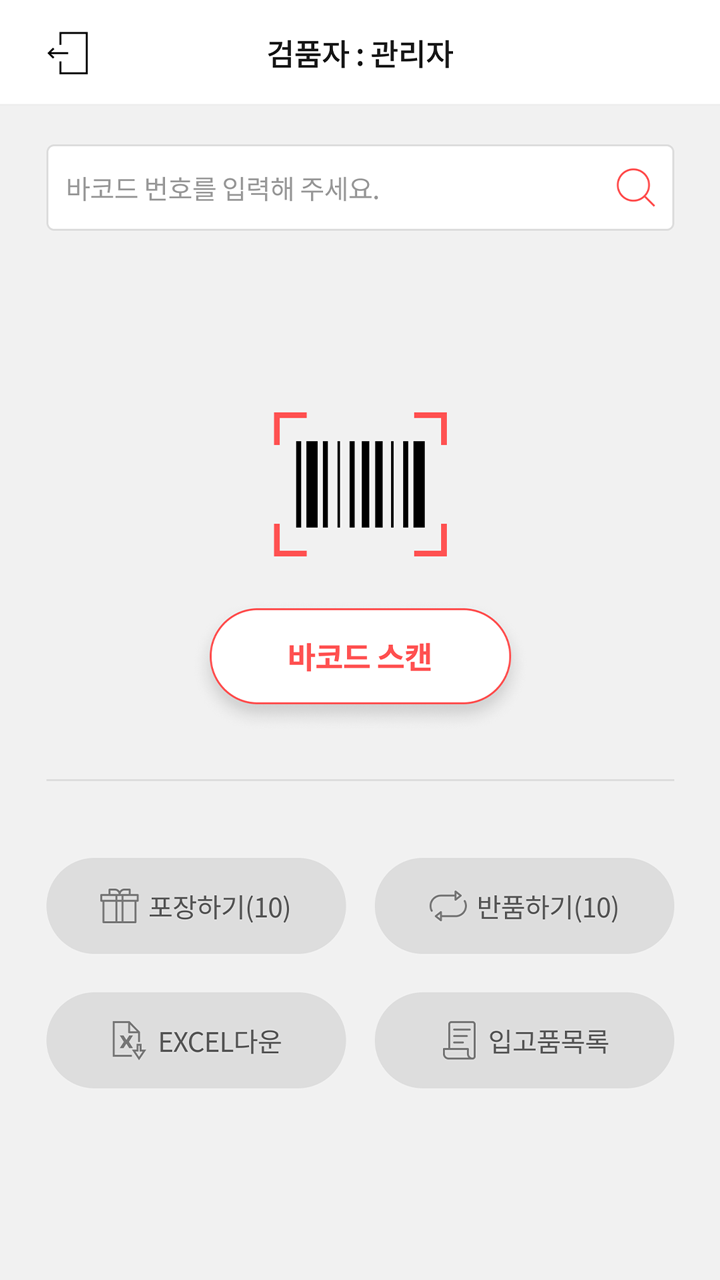 검품자 : 관리자
바코드 번호를 입력해 주세요.
바코드 스캔
포장하기(10)
반품하기(10)
EXCEL다운
입고품목록